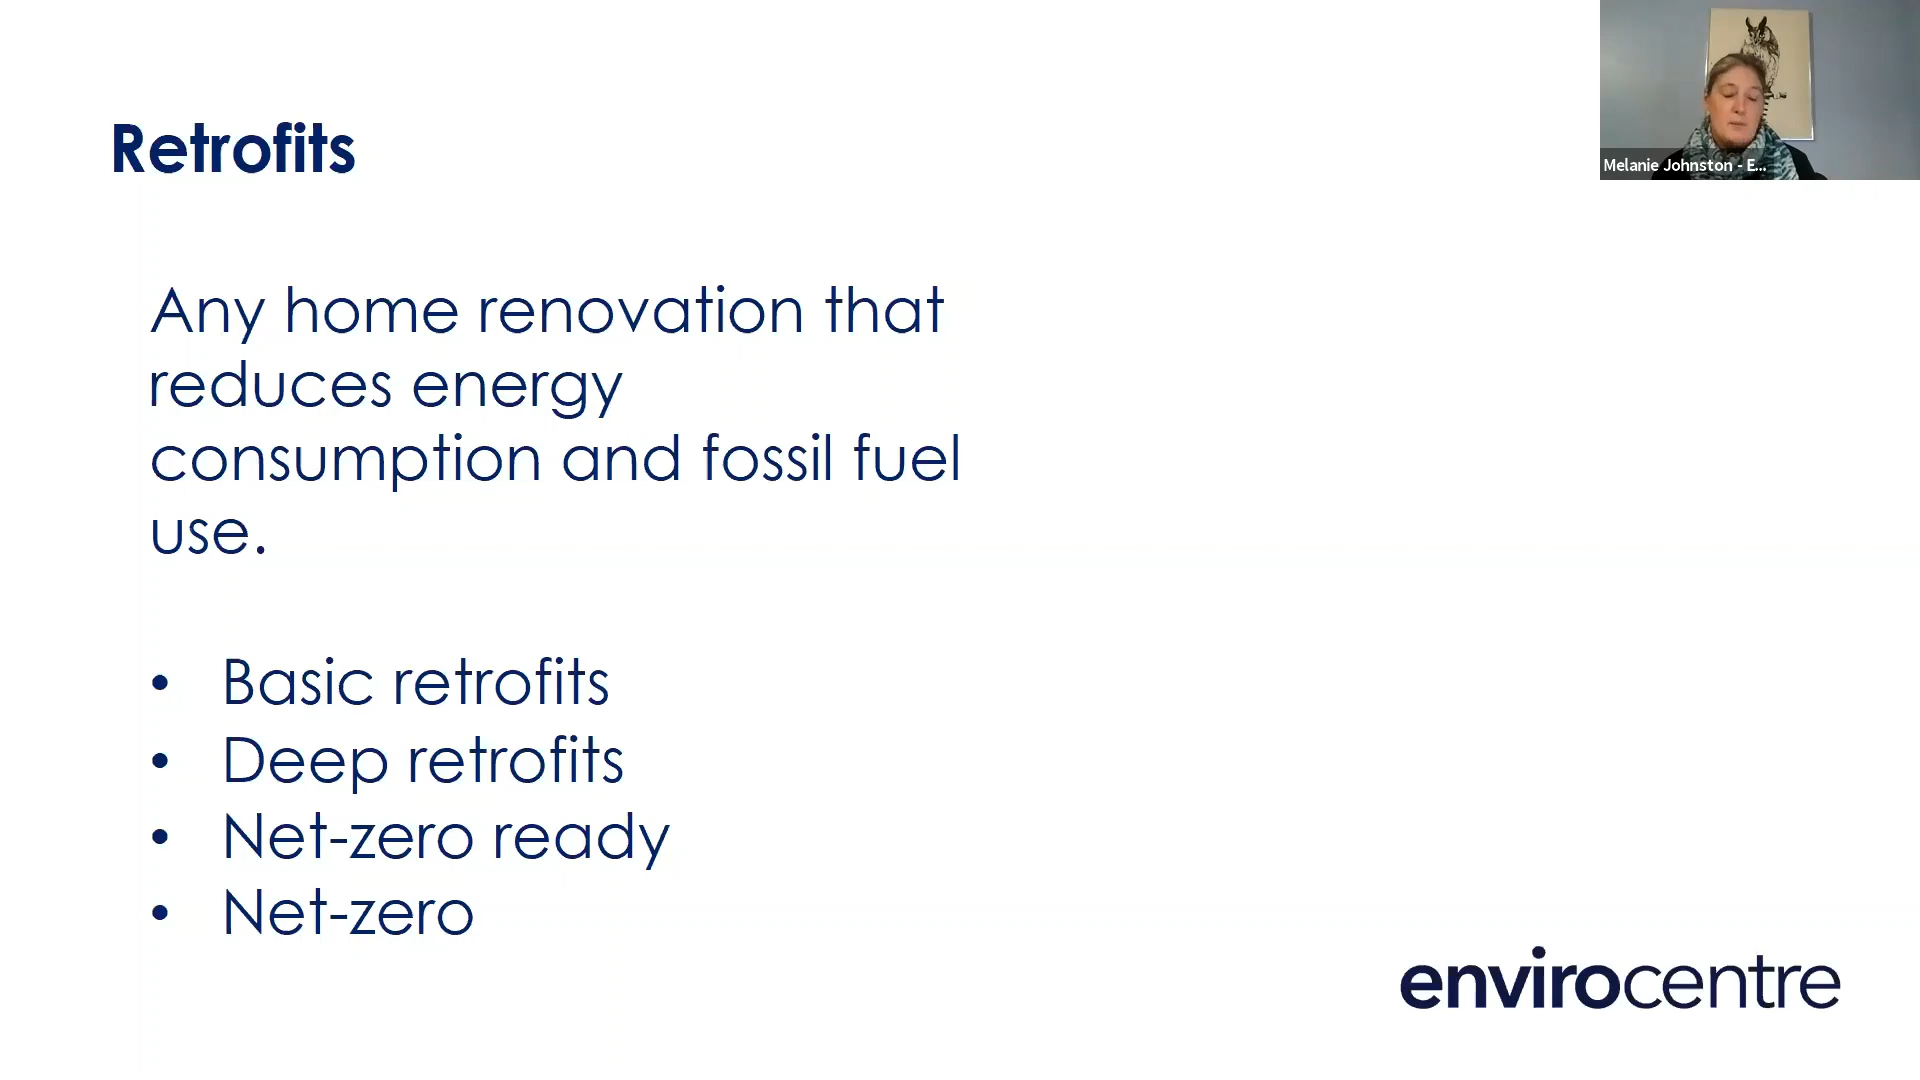 Retrofits
Melanie Johnston - E...
Any home renovation that
reduces energy
consumption and fossil fuel
use.
• Basic retrofits
• Deep retrofits
• Net-zero ready
• Net-zero
envirocentre